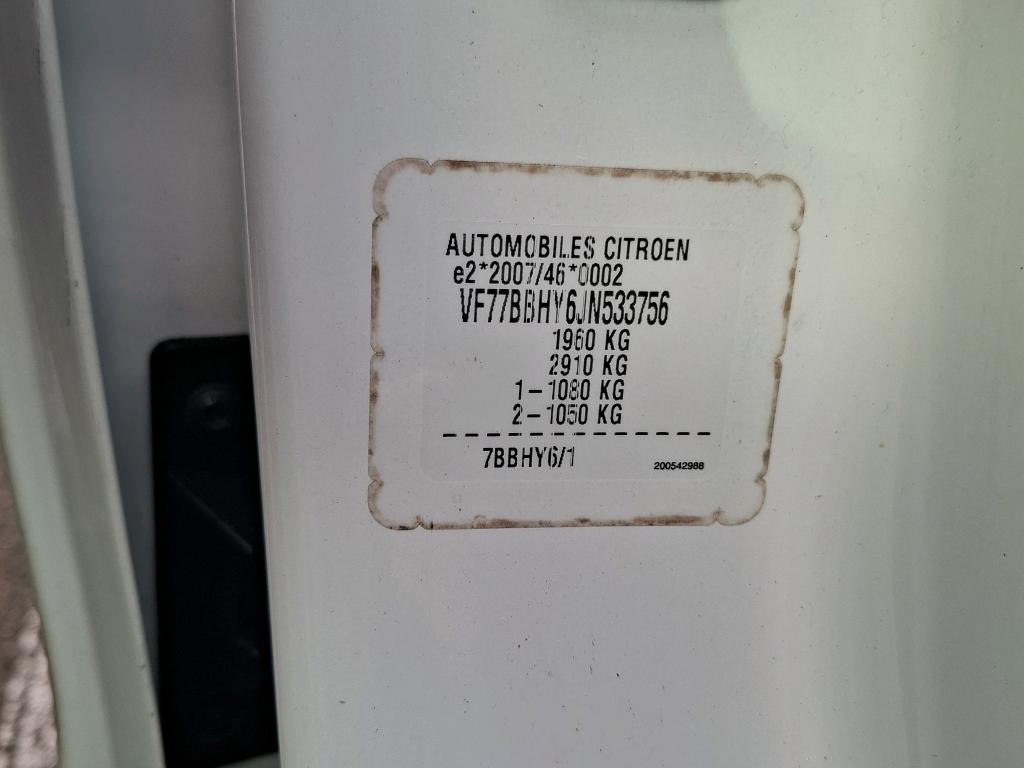 AUTOMOBILES CITROEN
e2*2007/46*0002
VF77BBHY6JN533756
1960 KG
2910 KG
1-1080 KG
2-1050 KG
7BBHY6/1
200542988